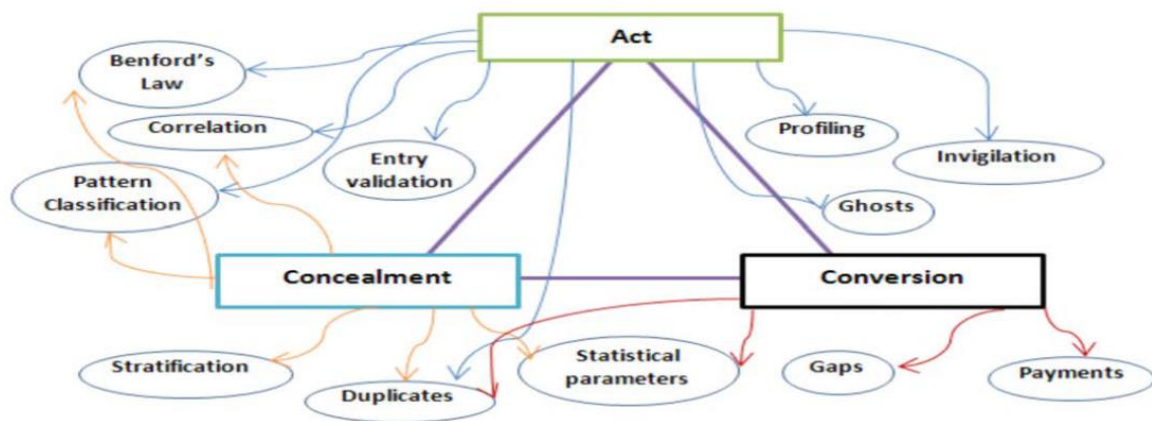 Act
Benford's
Law
Correlation
Pattern
Classification
Entry
validation
Profiling
Invigilation
Ghosts
Concealment
Conversion
Stratification
Duplicates
Statistical
parameters
Gaps
Payments